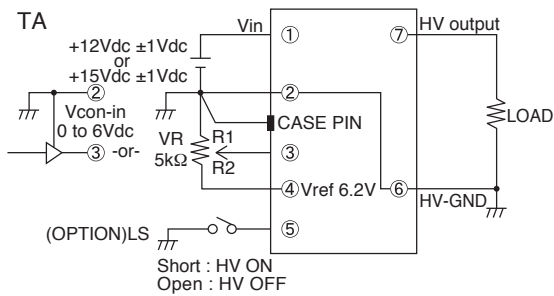 TA
Vin
①
⑦
HV output
+12Vdc ±1Vdc
or
+15Vdc ±1Vdc
②
Vcon-in
0 to 6Vdc
③ -or-
②
CASE PIN
LOAD
VR
5kΩ
R1
R2
③
④ Vref 6.2V
⑥
HV-GND
(OPTION)LS
⑤
Short : HV ON
Open : HV OFF